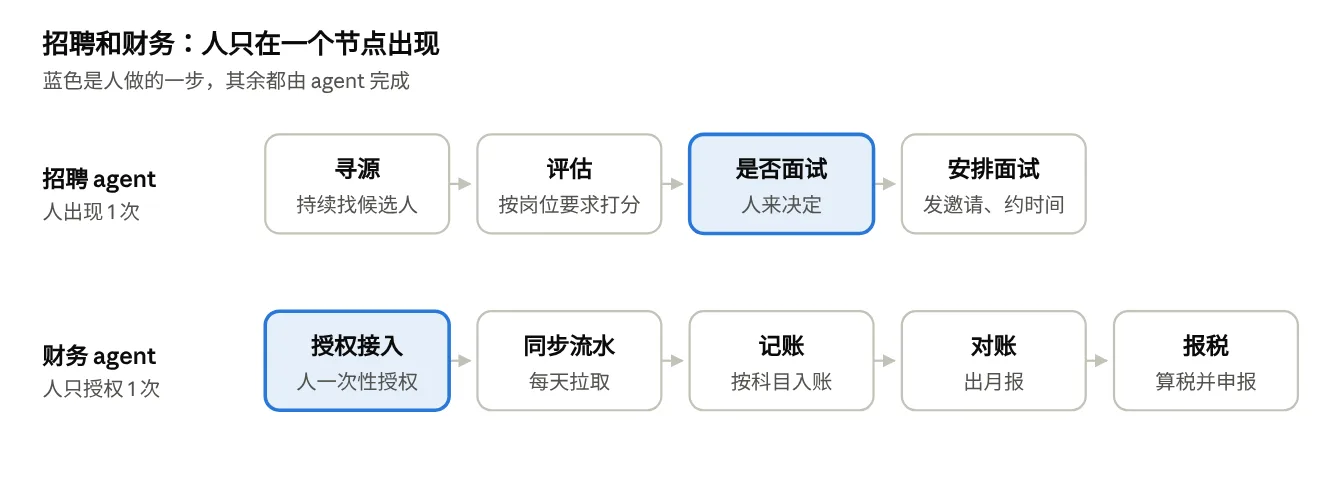 招聘和财务：人只在一个节点出现
蓝色是人做的一步，其余都由 agent 完成
招聘 agent
人出现 1 次
寻源
持续找候选人
评估
按岗位要求打分
是否面试
人来决定
安排面试
发邀请、约时间
财务 agent
人只授权 1 次
授权接入
人一次性授权
同步流水
每天拉取
记账
按科目入账
对账
出月报
报税
算税并申报